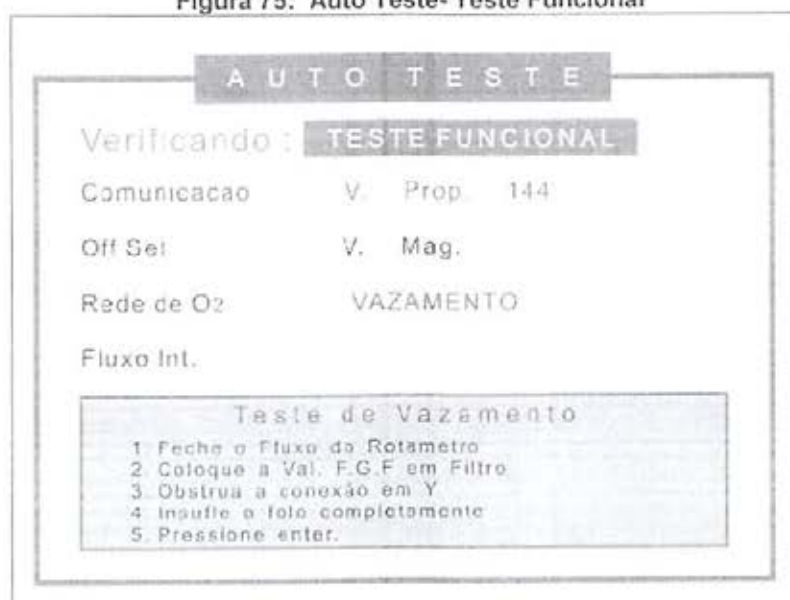 Figura 75: Auto Teste- Teste Funcional
AUTO TESTE
Verificando : TESTE FUNCIONAL
Comunicacao V. Prop. 144
Off Set V. Mag.
Rede de O2 VAZAMENTO
Fluxo Int.
Teste de Vazamento
1. Feche o Fluxo do Rotametro
2. Coloque a Val. F.G.F em Filtro
3. Obstrua a conexão em Y
4. Insufle o fole completamente
5. Pressione enter.